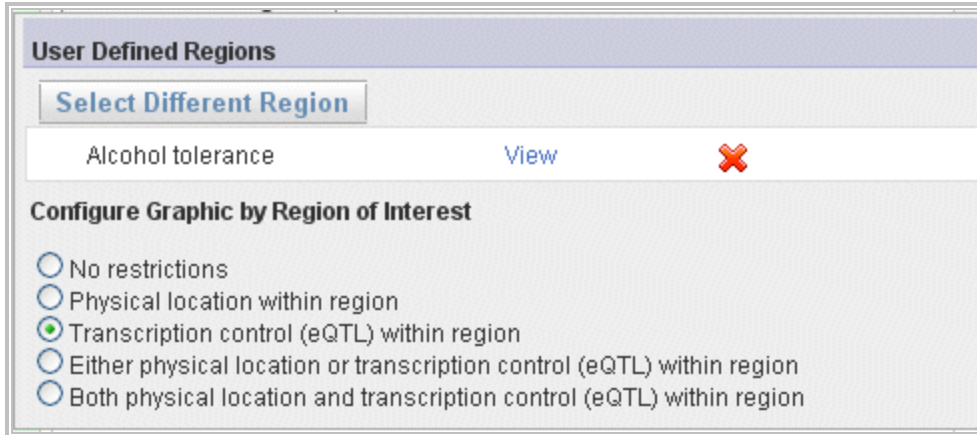 User Defined Regions
Select Different Region
Alcohol tolerance View
Configure Graphic by Region of Interest
No restrictions
Physical location within region
Transcription control (eQTL) within region
Either physical location or transcription control (eQTL) within region
Both physical location and transcription control (eQTL) within region